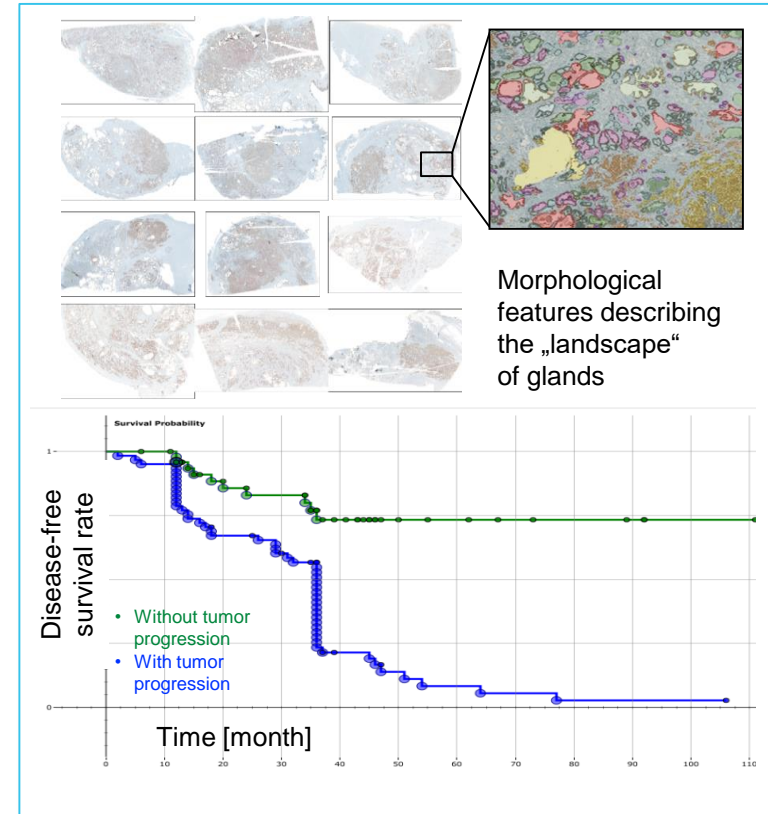 Morphological
features describing
the „landscape“
of glands
Survival Probability
1
Disease-free
survival rate
• Without tumor
progression
• With tumor
progression
0
Time [month]
0 10 20 30 40 50 60 70 80 90 100 110